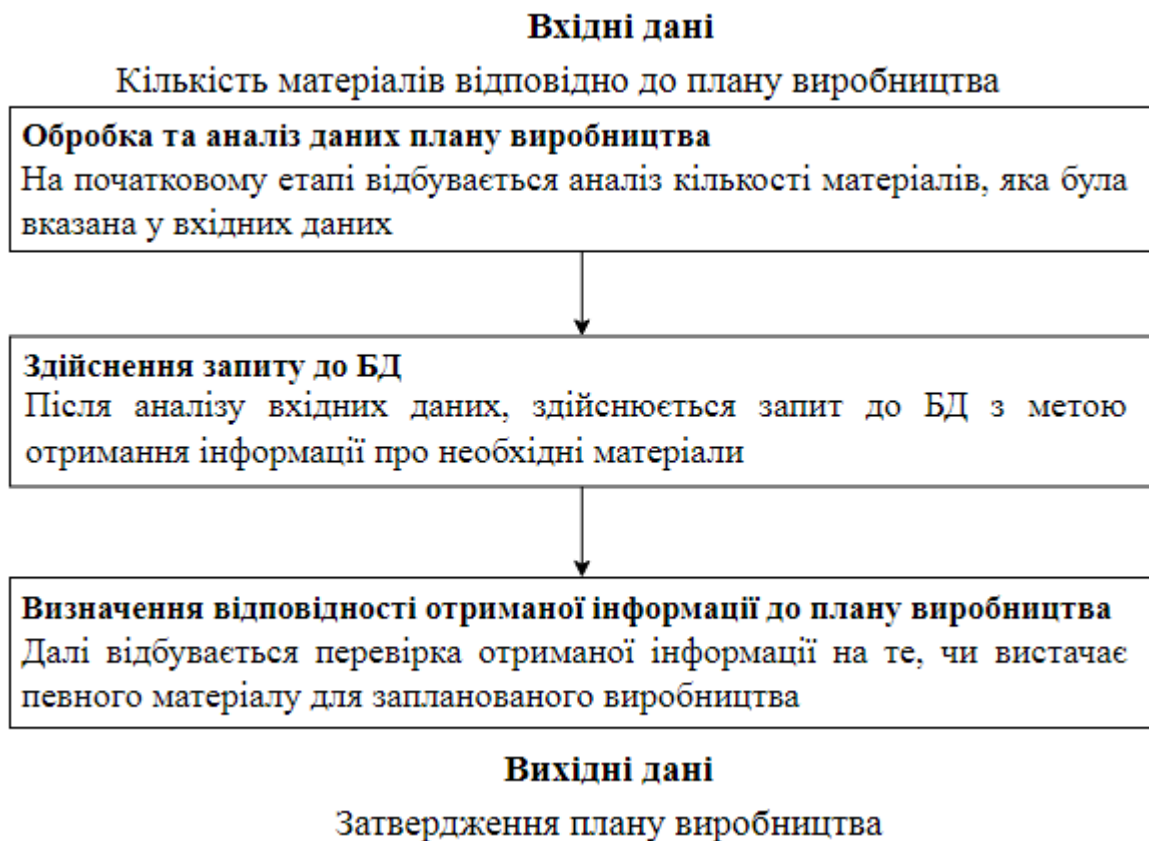 Вхідні дані
Кількість матеріалів відповідно до плану виробництва
Обробка та аналіз даних плану виробництва
На початковому етапі відбувається аналіз кількості матеріалів, яка була
вказана у вхідних даних
Здійснення запиту до БД
Після аналізу вхідних даних, здійснюється запит до БД з метою
отримання інформації про необхідні матеріали
Визначення відповідності отриманої інформації до плану виробництва
Далі відбувається перевірка отриманої інформації на те, чи вистачає
певного матеріалу для запланованого виробництва
Вихідні дані
Затвердження плану виробництва